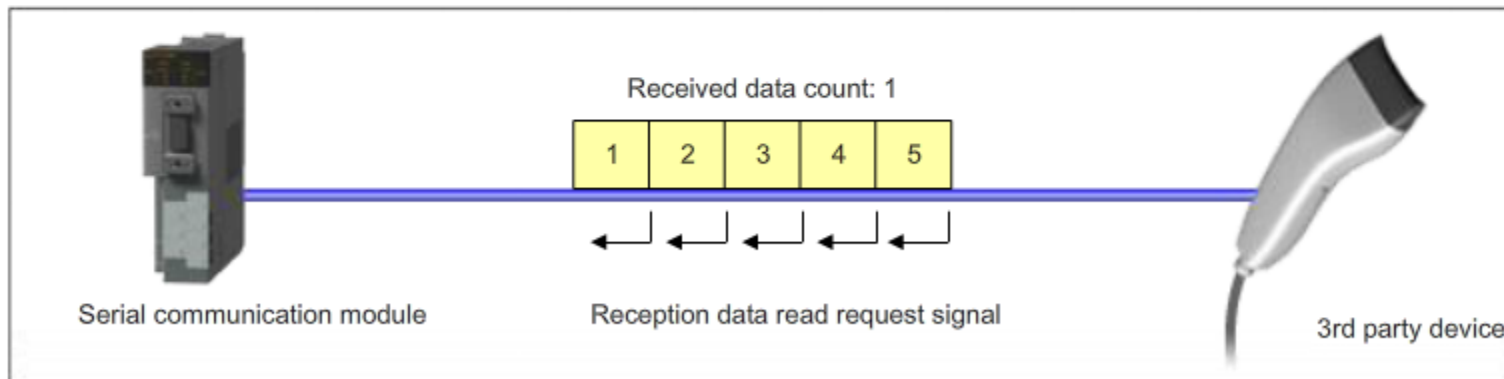 Received data count: 1
1 2 3 4 5
Serial communication module
Reception data read request signal
3rd party device